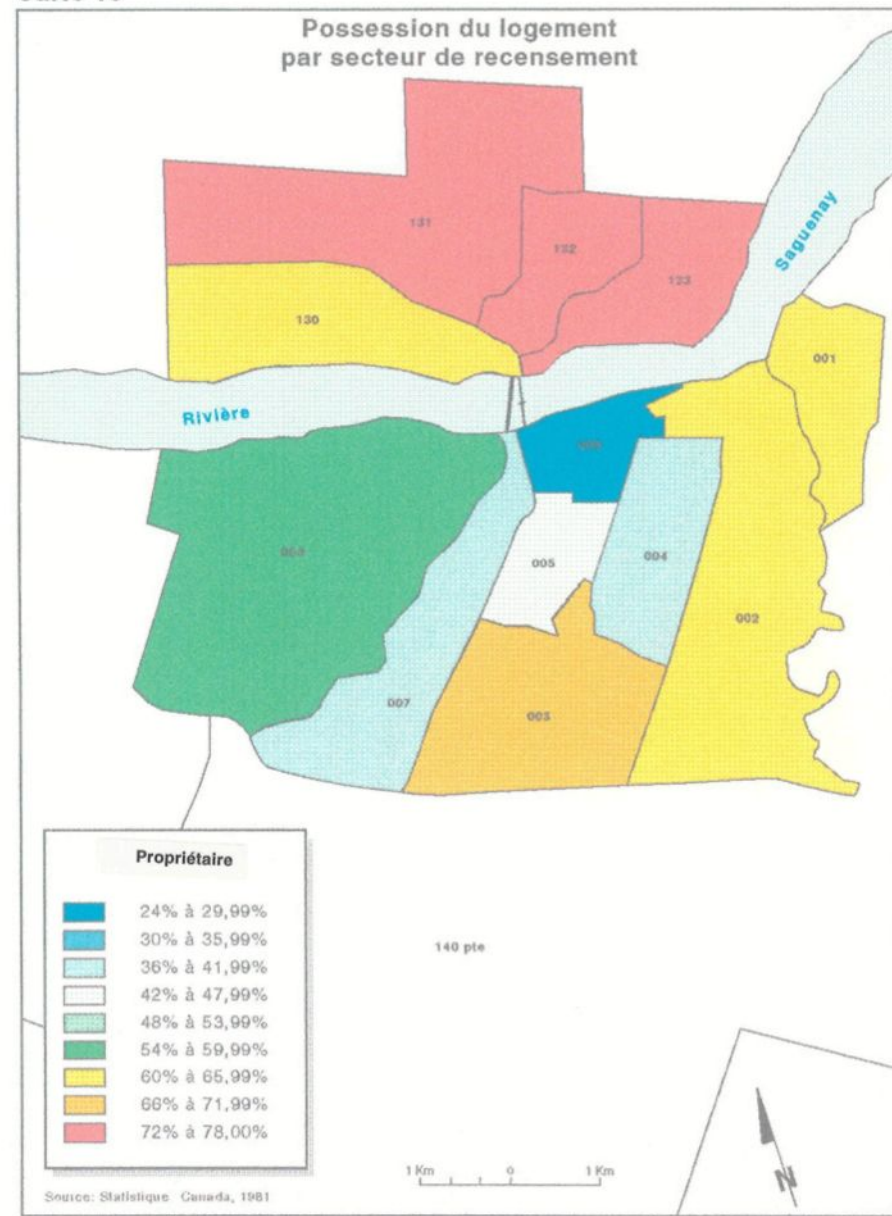 Possession du logement
par secteur de recensement
131
132
133
130
Saguenay
001
Rivière
005
004
002
007
003
Propriétaire
24% à 29,99%
30% à 35,99%
36% à 41,99%
42% à 47,99%
48% à 53,99%
54% à 59,99%
60% à 65,99%
66% à 71,99%
72% à 78,00%
140 pte
1 Km 0 1 Km
N
Source: Statistique Canada, 1981